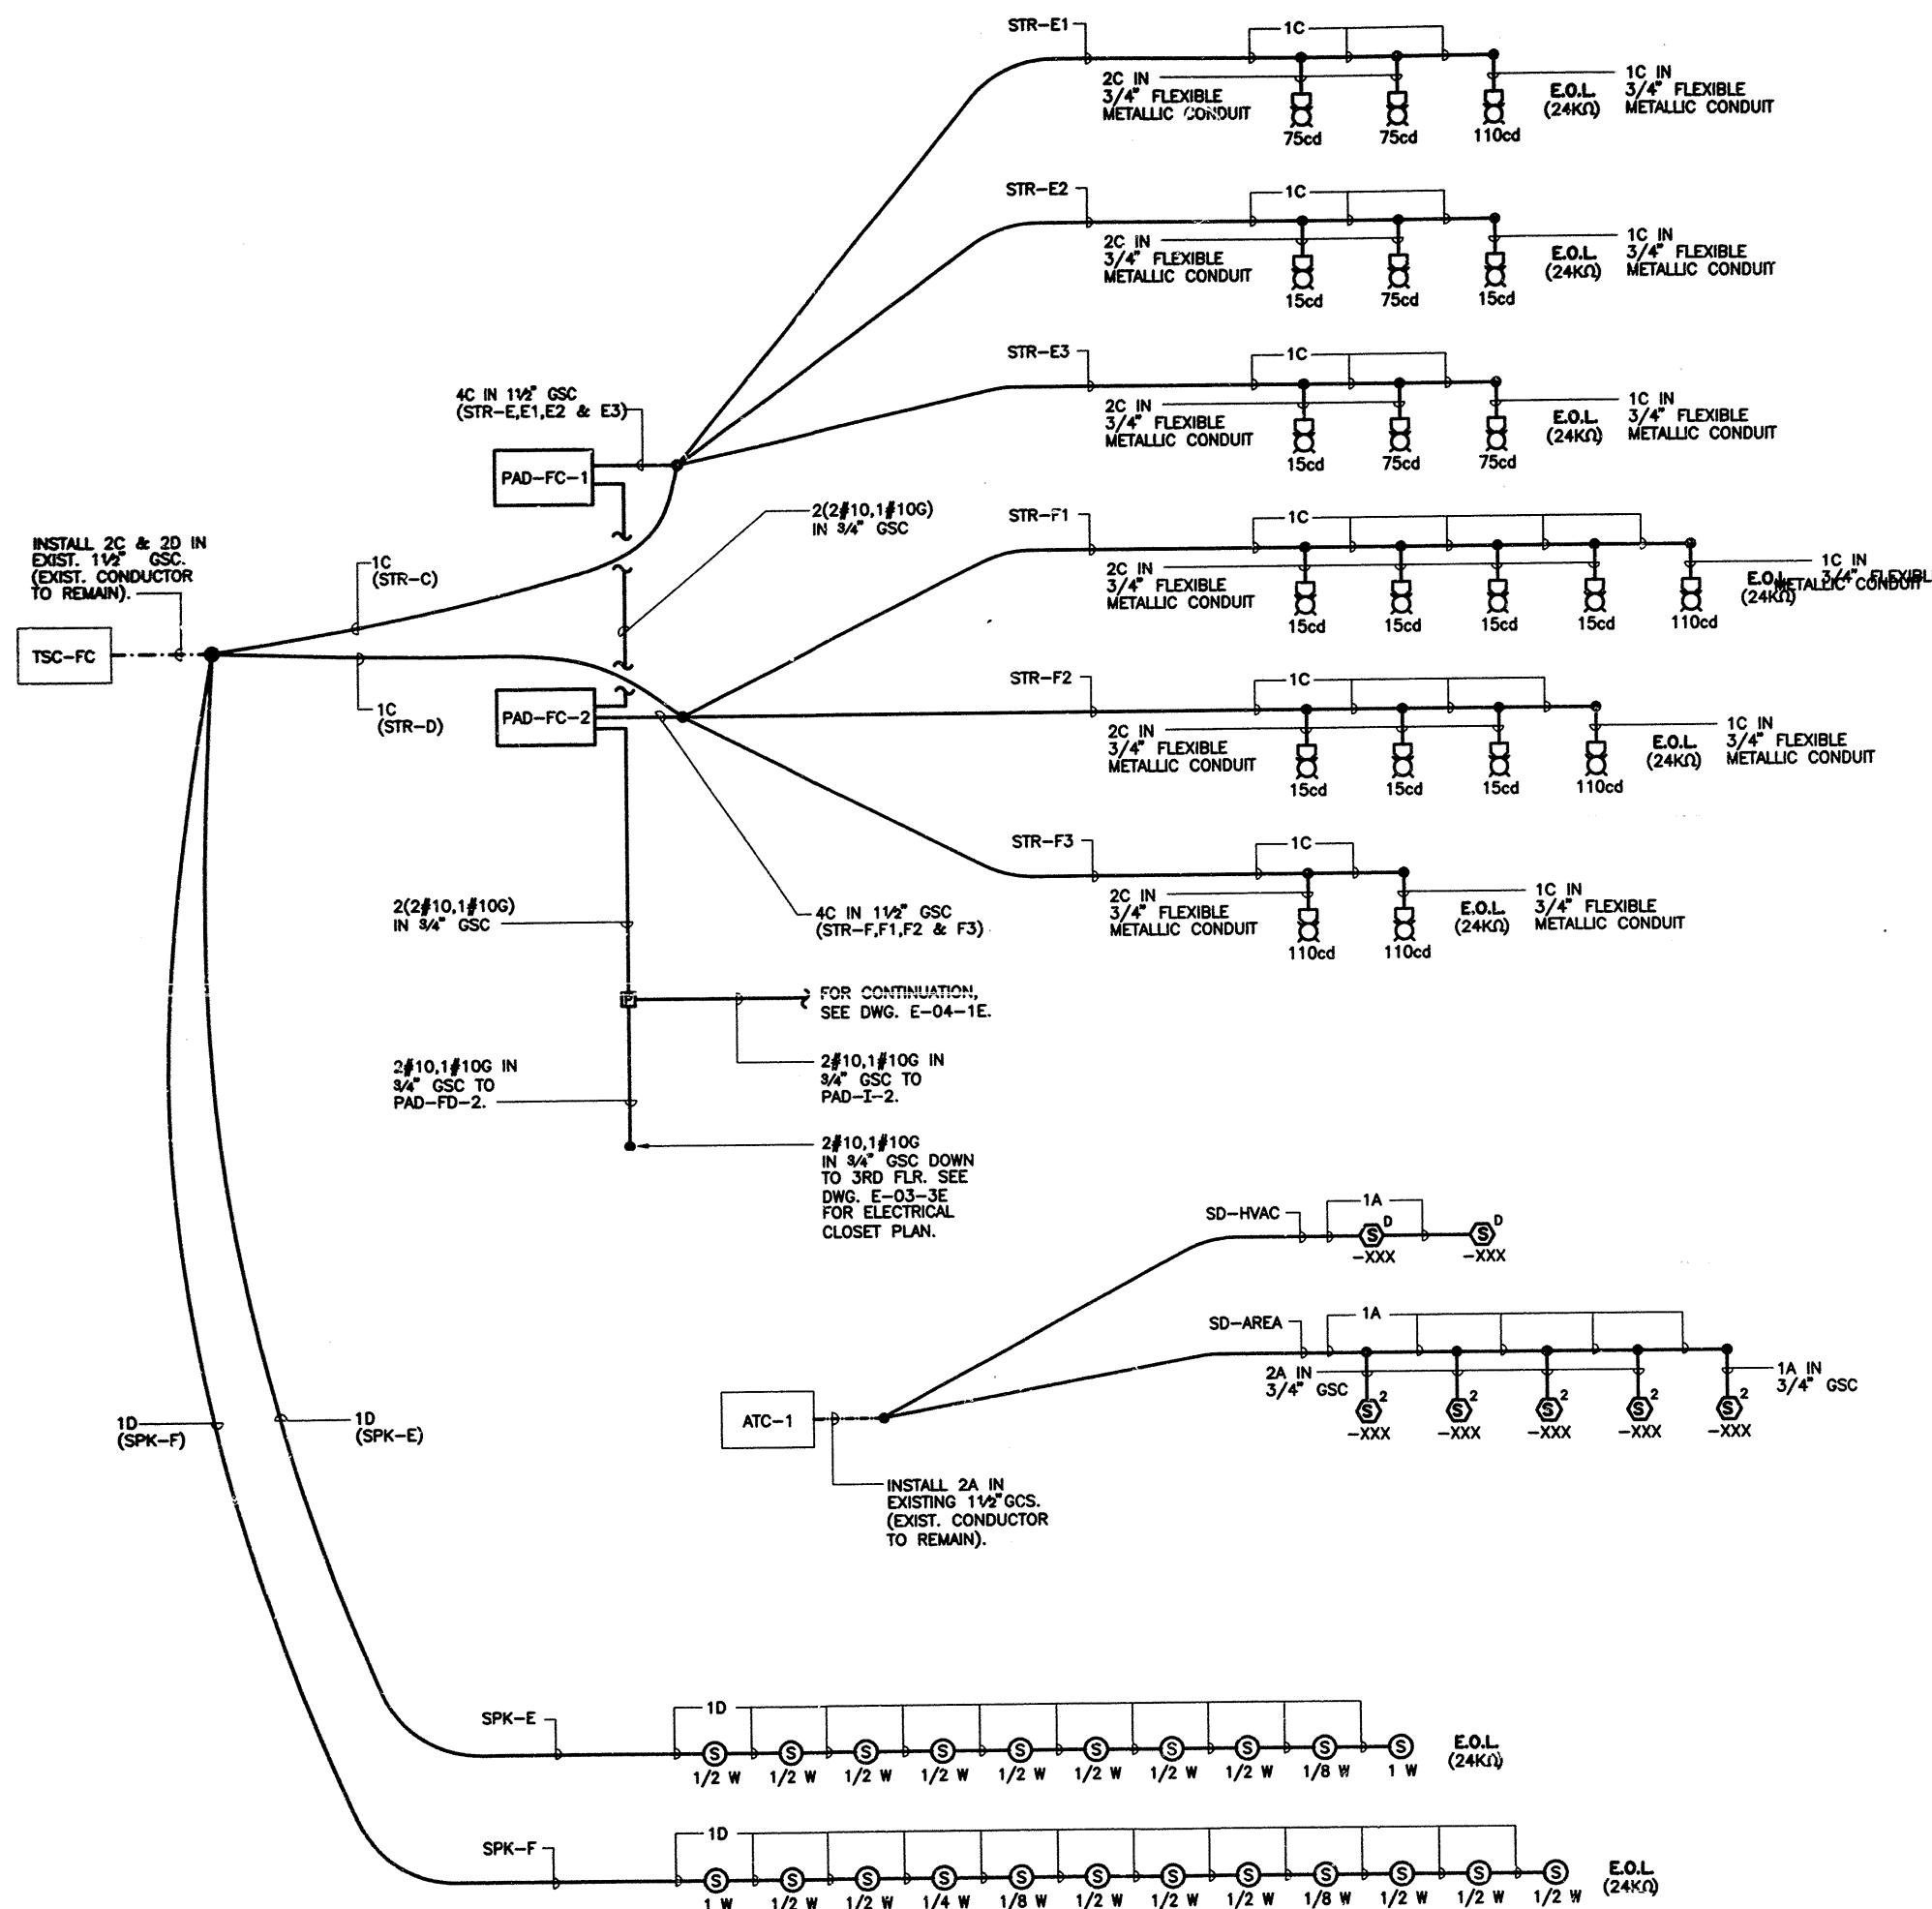 STR-E1
1C
2C IN
3/4" FLEXIBLE
METALLIC CONDUIT
75cd
75cd
110cd
E.O.L.
(24KΩ)
1C IN
3/4" FLEXIBLE
METALLIC CONDUIT
STR-E2
1C
2C IN
3/4" FLEXIBLE
METALLIC CONDUIT
15cd
75cd
15cd
E.O.L.
(24KΩ)
1C IN
3/4" FLEXIBLE
METALLIC CONDUIT
STR-E3
1C
2C IN
3/4" FLEXIBLE
METALLIC CONDUIT
15cd
75cd
75cd
E.O.L.
(24KΩ)
1C IN
3/4" FLEXIBLE
METALLIC CONDUIT
4C IN 1½" GSC
(STR-E,E1,E2 & E3)
PAD-FC-1
2(2#10,1#10G)
IN ¾" GSC
STR-F1
1C
2C IN
3/4" FLEXIBLE
METALLIC CONDUIT
15cd
15cd
15cd
15cd
110cd
E.O.L.
(24KΩ)
1C IN
3/4" FLEXIBL
METALLIC CONDUIT
INSTALL 2C & 2D IN
EXIST. 1½" GSC.
(EXIST. CONDUCTOR
TO REMAIN).
TSC-FC
1C
(STR-C)
1C
(STR-D)
PAD-FC-2
STR-F2
1C
2C IN
3/4" FLEXIBLE
METALLIC CONDUIT
15cd
15cd
15cd
110cd
E.O.L.
(24KΩ)
1C IN
3/4" FLEXIBLE
METALLIC CONDUIT
STR-F3
1C
2C IN
3/4" FLEXIBLE
METALLIC CONDUIT
110cd
110cd
E.O.L.
(24KΩ)
1C IN
3/4" FLEXIBLE
METALLIC CONDUIT
2(2#10,1#10G)
IN ¾" GSC
4C IN 1½" GSC
(STR-F,F1,F2 & F3)
P
FOR CONTINUATION,
SEE DWG. E-04-1E.
2#10,1#10G IN
¾" GSC TO
PAD-FD-2.
2#10,1#10G IN
¾" GSC TO
PAD-I-2.
2#10,1#10G
IN ¾" GSC DOWN
TO 3RD FLR. SEE
DWG. E-03-3E
FOR ELECTRICAL
CLOSET PLAN.
SD-HVAC
1A
S D
-XXX
S D
-XXX
SD-AREA
1A
2A IN
3/4" GSC
1A IN
3/4" GSC
S 2
-XXX
S 2
-XXX
S 2
-XXX
S 2
-XXX
S 2
-XXX
ATC-1
INSTALL 2A IN
EXISTING 1½"GCS.
(EXIST. CONDUCTOR
TO REMAIN).
1D
(SPK-F)
1D
(SPK-E)
SPK-E
1D
S S S S S S S S S S
1/2 W 1/2 W 1/2 W 1/2 W 1/2 W 1/2 W 1/2 W 1/2 W 1/8 W 1 W
E.O.L.
(24KΩ)
SPK-F
1D
S S S S S S S S S S S S
1 W 1/2 W 1/2 W 1/4 W 1/8 W 1/2 W 1/2 W 1/2 W 1/8 W 1/2 W 1/2 W 1/2 W
E.O.L.
(24KΩ)